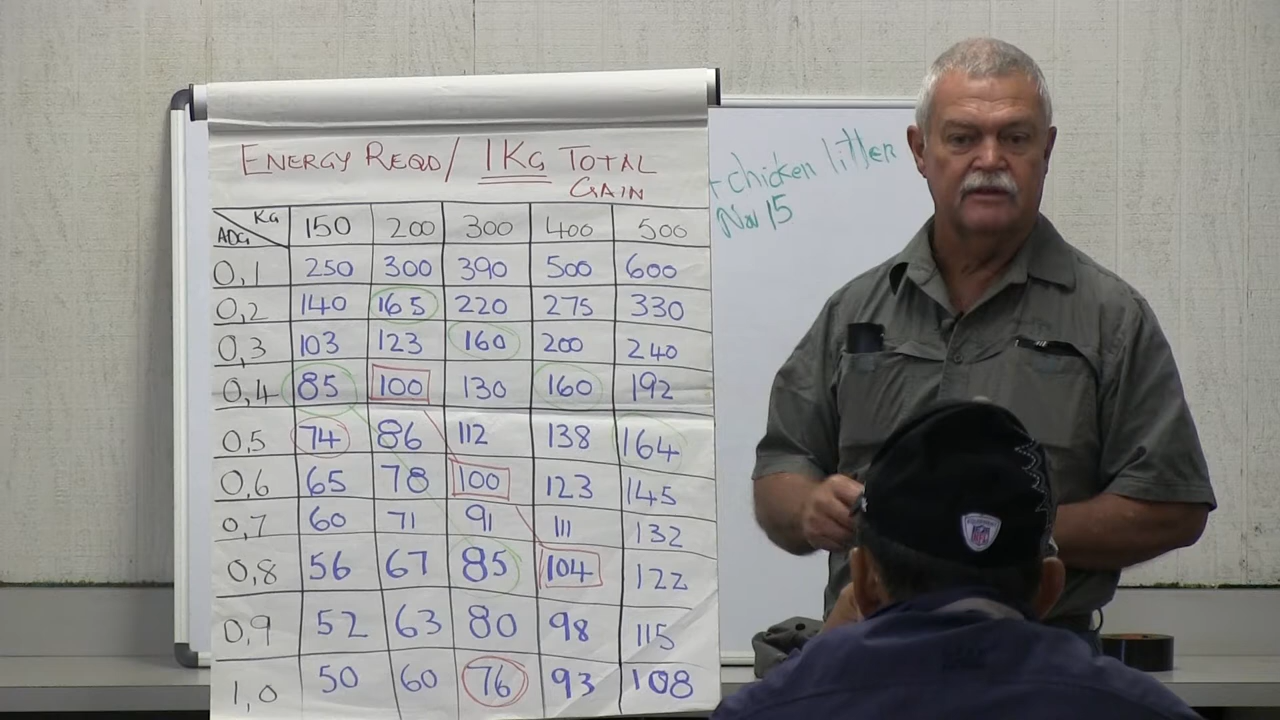 ENERGY REQD / 1KG TOTAL
GAIN
KG 150 200 300 400 500
ADG
0,1 250 300 390 500 600
0,2 140 165 220 275 330
0,3 103 123 160 200 240
0,4 85 100 130 160 192
0,5 74 86 112 138 164
0,6 65 78 100 123 145
0,7 60 71 91 111 132
0,8 56 67 85 104 122
0,9 52 63 80 98 115
1,0 50 60 76 93 108
+ chicken litter
Nov 15
NFL